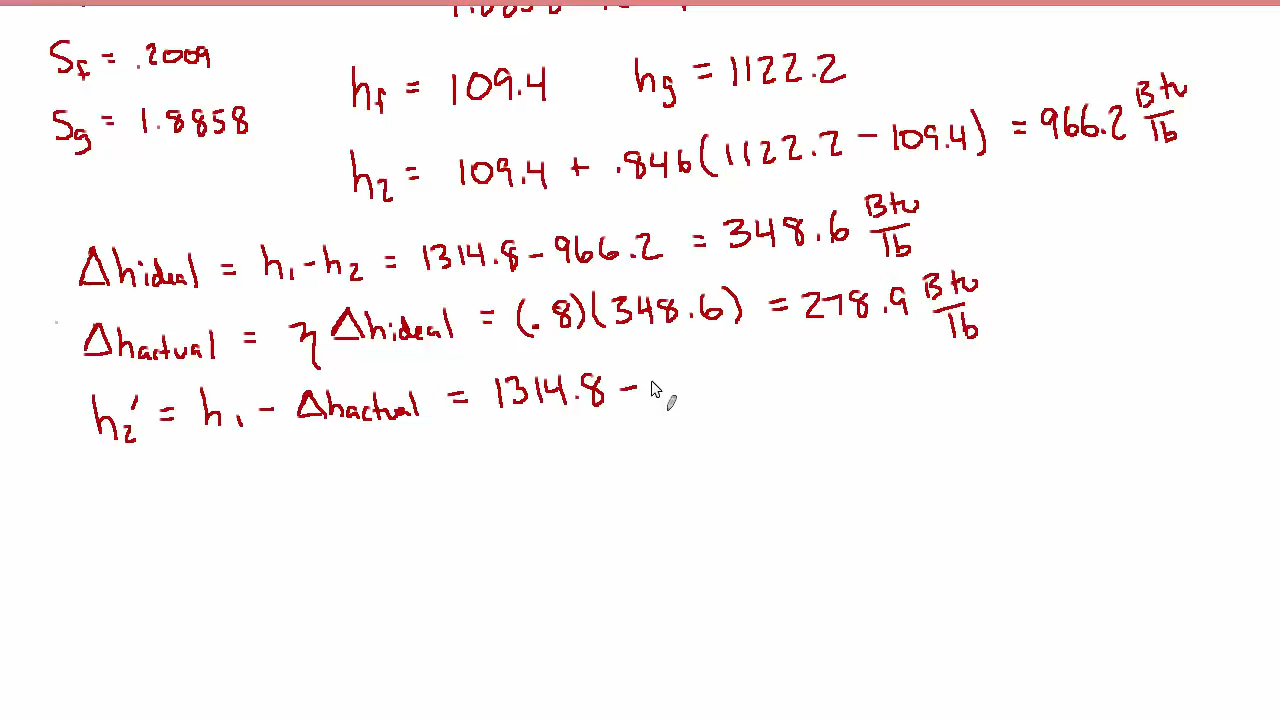 Sf = .2009
hf = 109.4 hg = 1122.2
Sg = 1.8858
h2 = 109.4 + .846(1122.2 - 109.4) = 966.2 Btu/lb
Δhideal = h1 - h2 = 1314.8 - 966.2 = 348.6 Btu/lb
Δhactual = η Δhideal = (.8)(348.6) = 278.9 Btu/lb
h2' = h1 - Δhactual = 1314.8 -